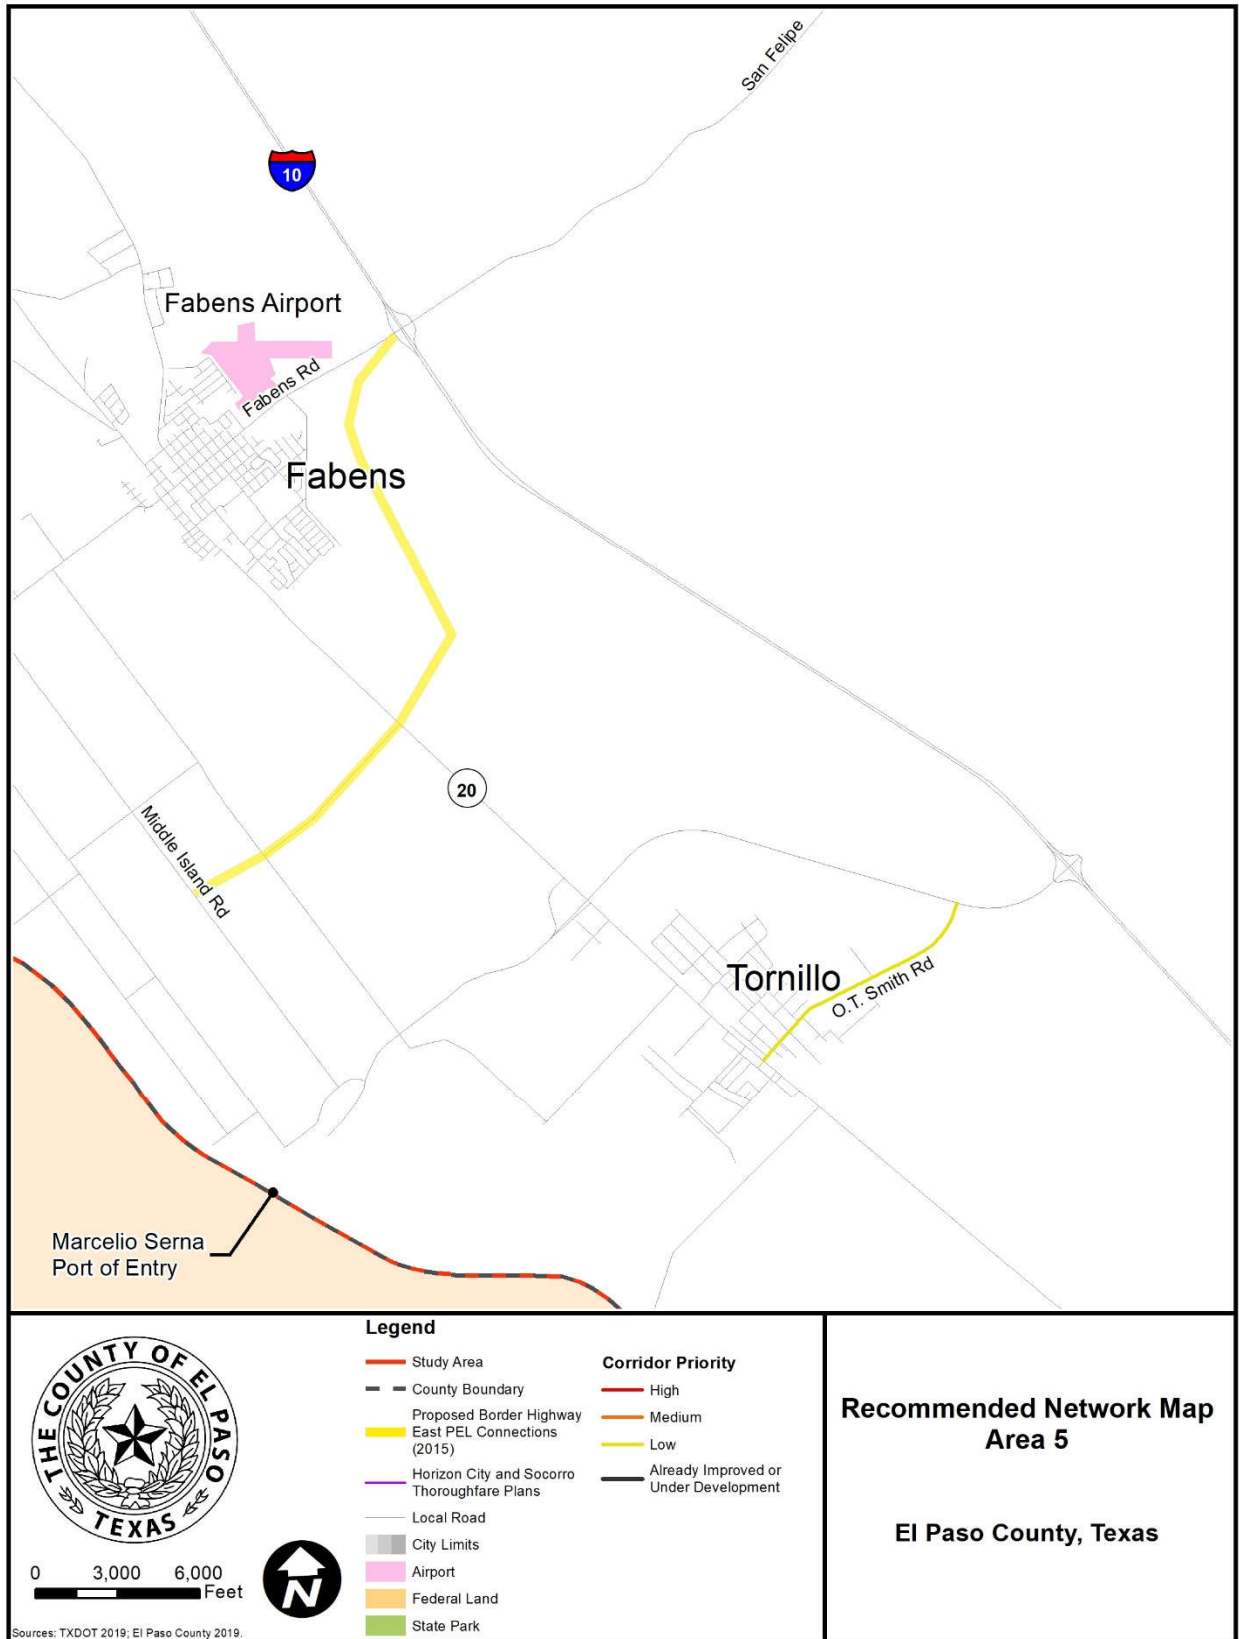 San Felipe
10
Fabens Airport
Fabens Rd
Fabens
20
Middle Island Rd
Tornillo
O.T. Smith Rd
Marcelio Serna
Port of Entry
THE COUNTY OF EL PASO
TEXAS
0 3,000 6,000
Feet
N
Sources: TXDOT 2019; El Paso County 2019.
Legend
Study Area
County Boundary
Proposed Border Highway
East PEL Connections
(2015)
Horizon City and Socorro
Thoroughfare Plans
Local Road
City Limits
Airport
Federal Land
State Park
Corridor Priority
High
Medium
Low
Already Improved or
Under Development
Recommended Network Map
Area 5
El Paso County, Texas